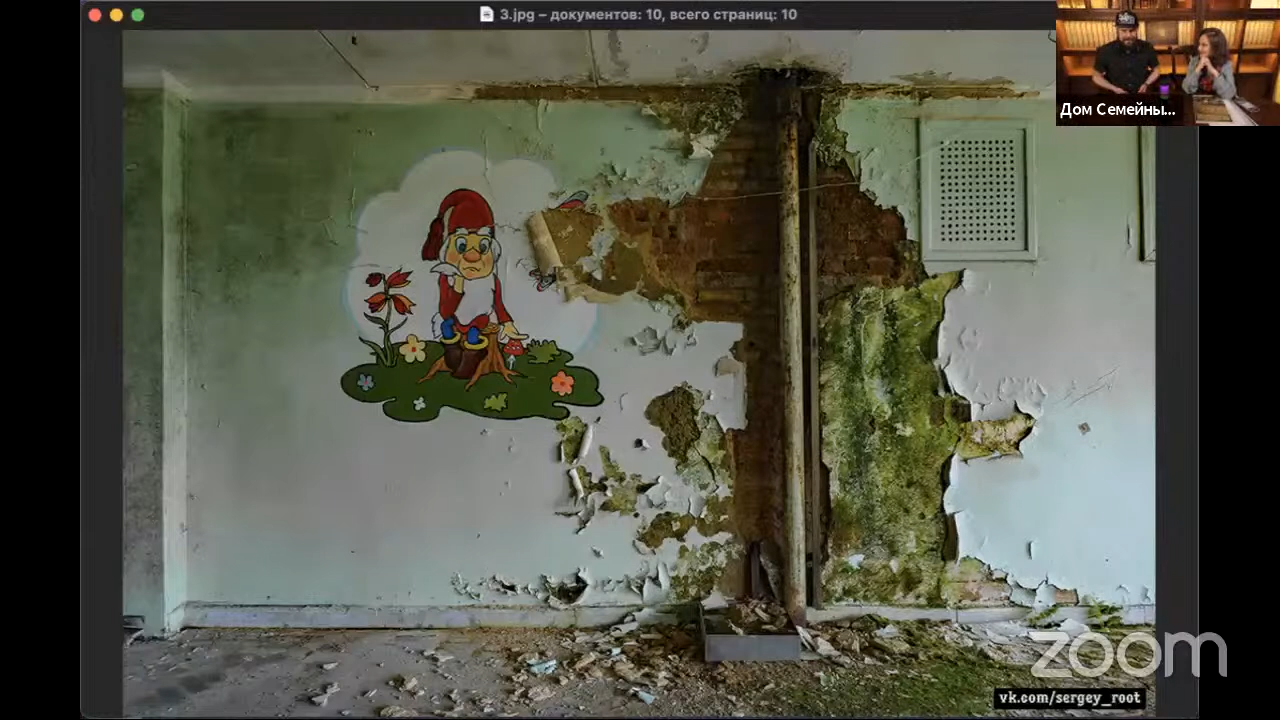 3.jpg – документов: 10, всего страниц: 10
Дом Семейны...
zoom
vk.com/sergey_root